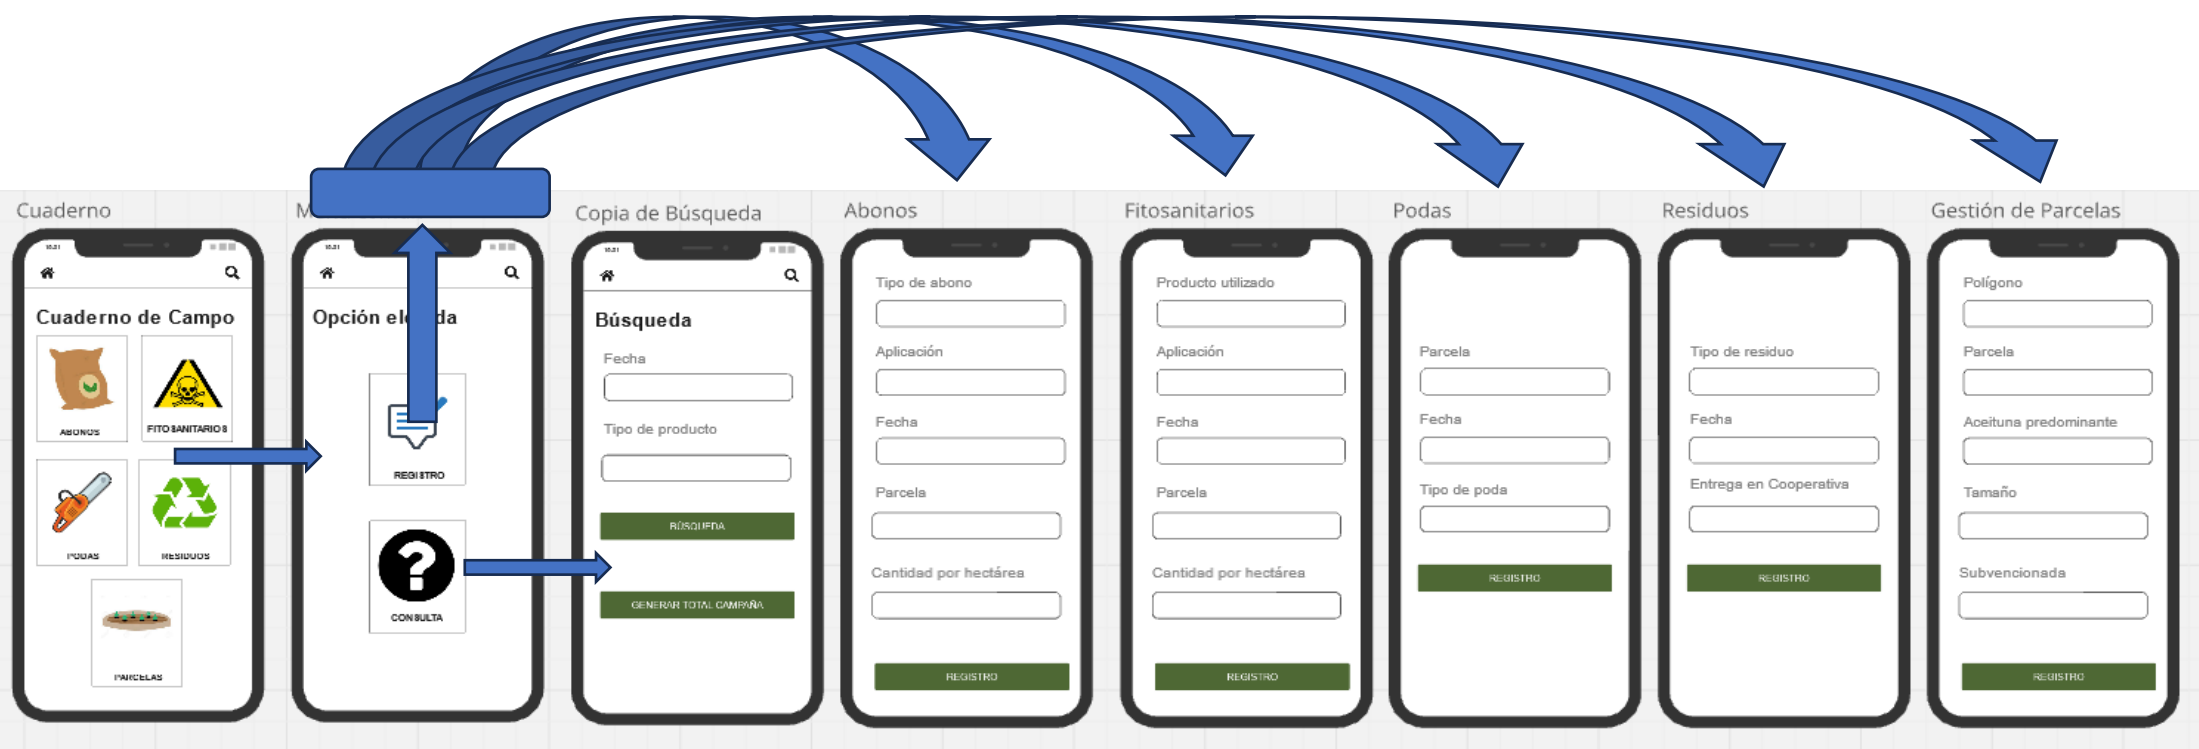 Cuaderno
Cuaderno de Campo
ABONOS
FITOSANITARIOS
PODAS
RESIDUOS
PARCELAS
M
Opción ele da
REGISTRO
CONSULTA
Copia de Búsqueda
Búsqueda
Fecha
Tipo de producto
BÚSQUEDA
GENERAR TOTAL CAMPAÑA
Abonos
Tipo de abono
Aplicación
Fecha
Parcela
Cantidad por hectárea
REGISTRO
Fitosanitarios
Producto utilizado
Aplicación
Fecha
Parcela
Cantidad por hectárea
REGISTRO
Podas
Parcela
Fecha
Tipo de poda
REGISTRO
Residuos
Tipo de residuo
Fecha
Entrega en Cooperativa
REGISTRO
Gestión de Parcelas
Polígono
Parcela
Aceituna predominante
Tamaño
Subvencionada
REGISTRO